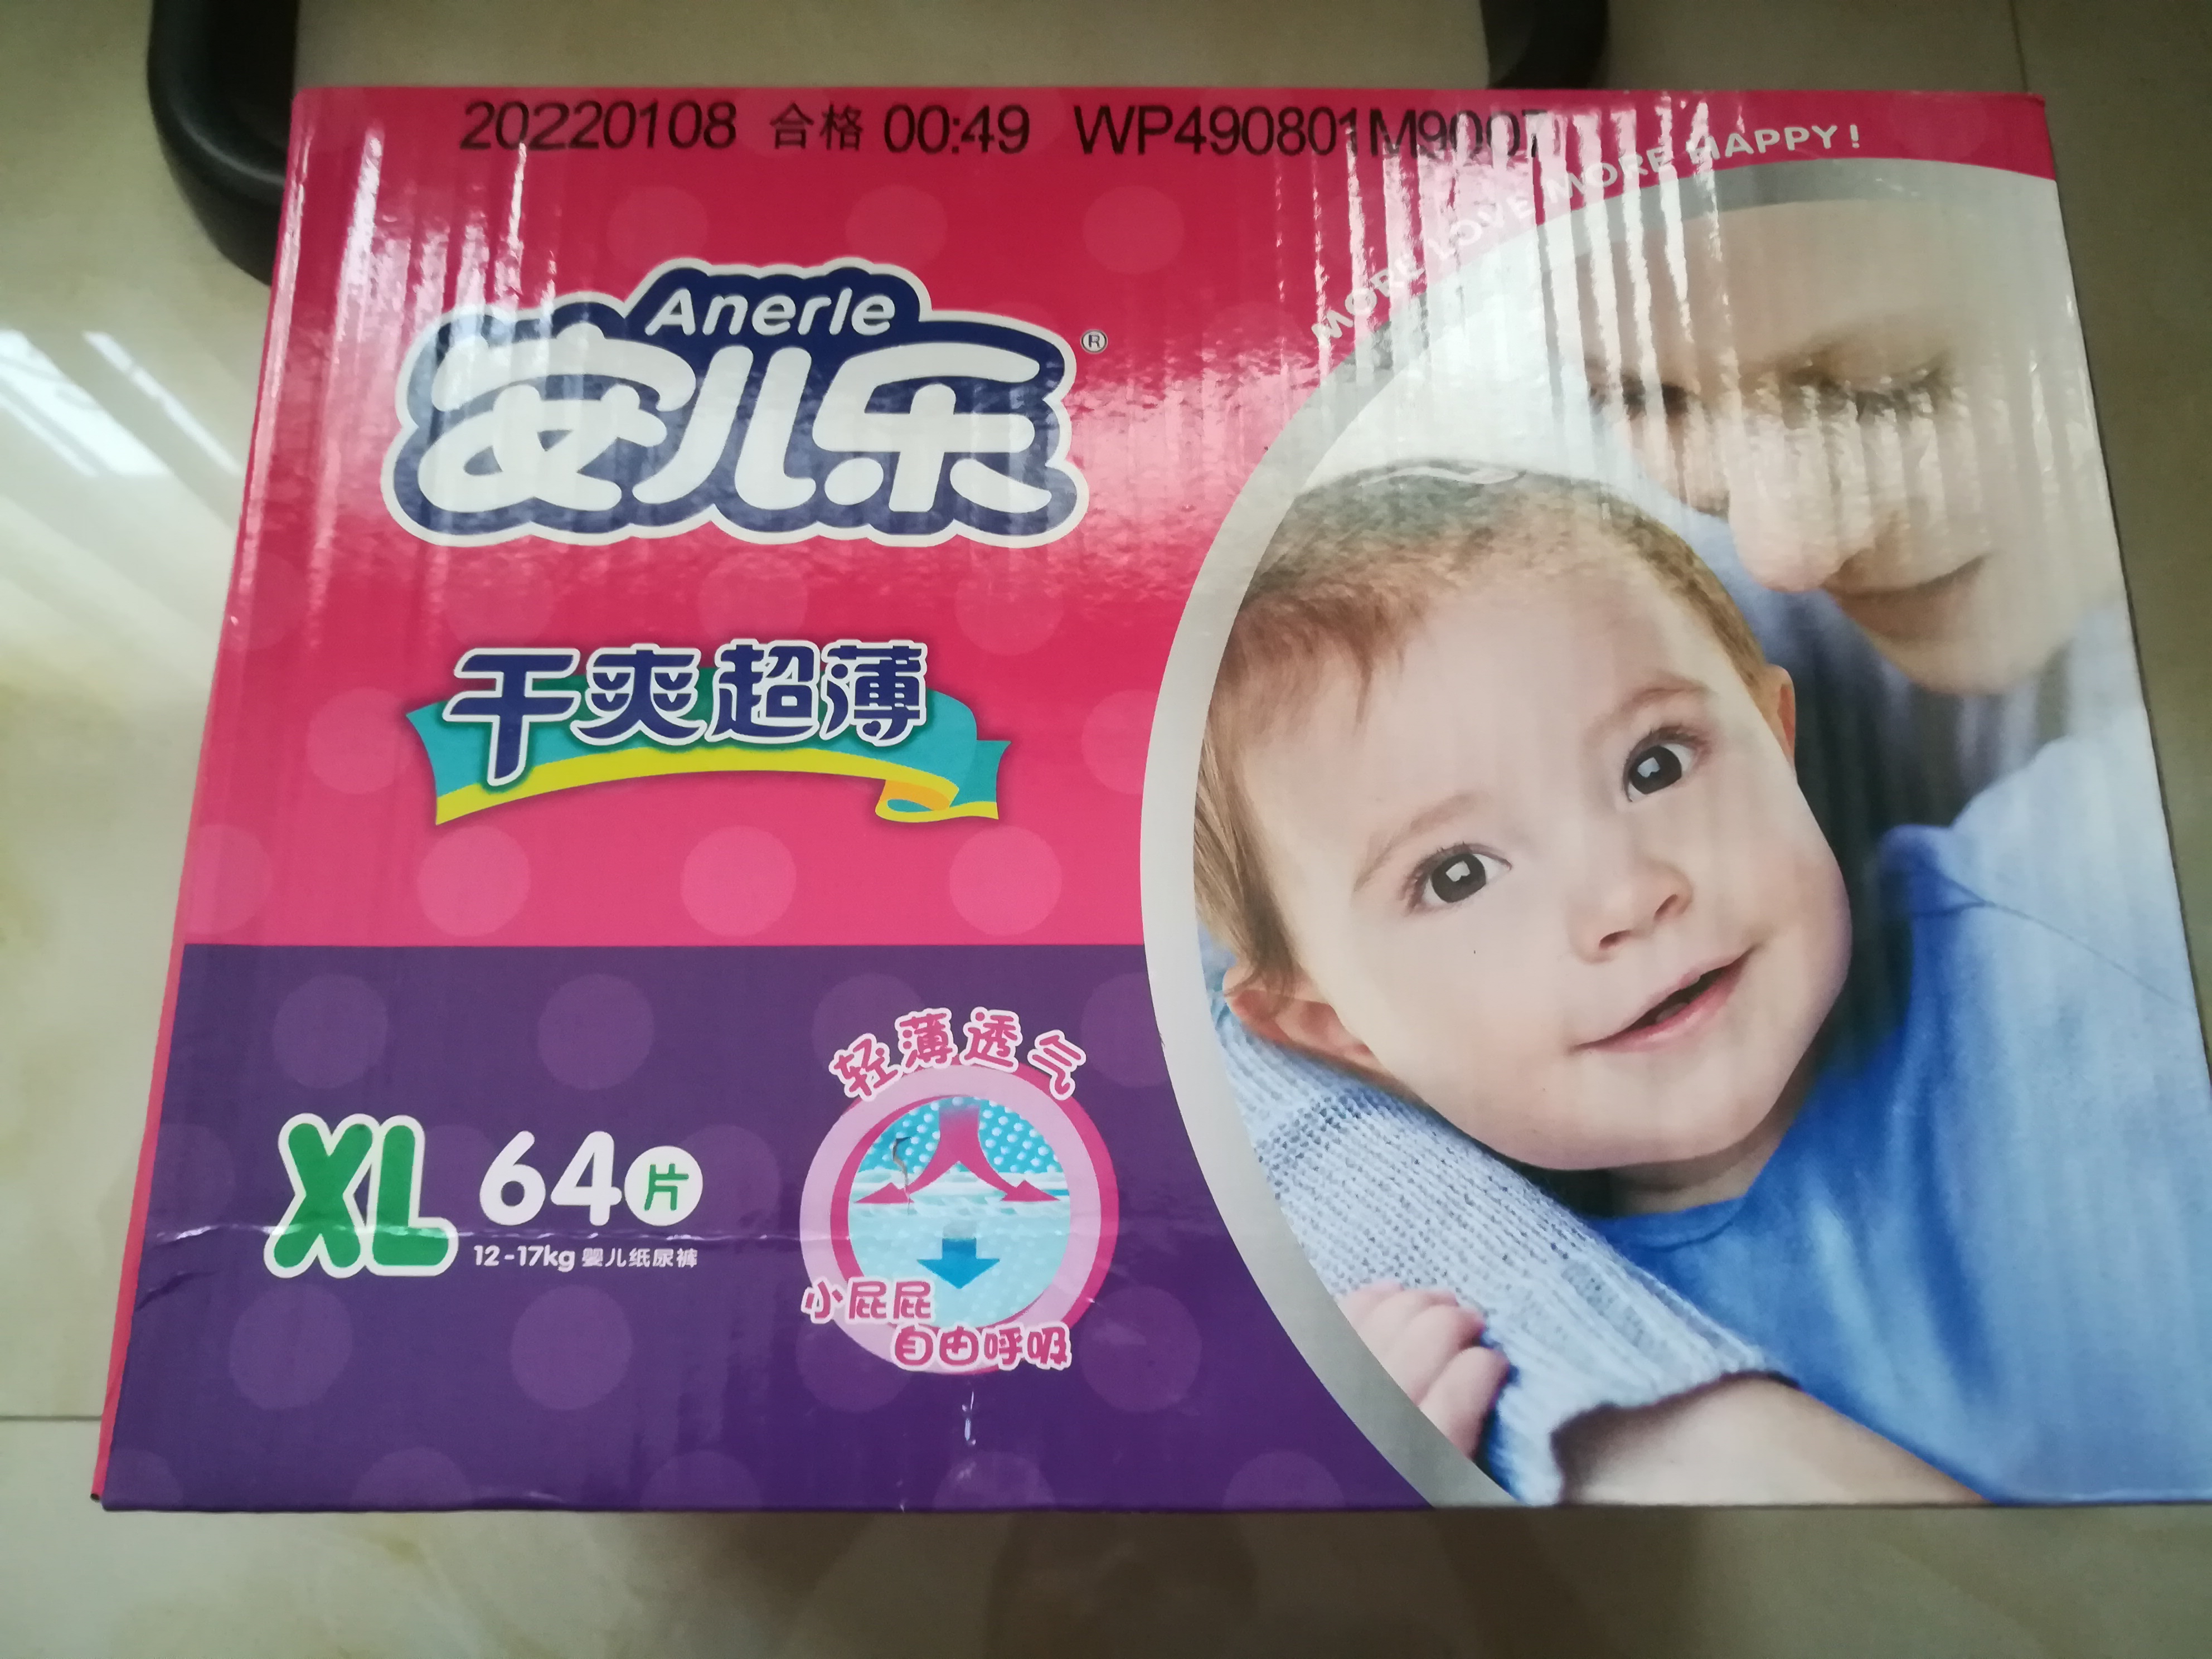 20220108 合格 00:49 WP490801M9007
MORE LOVE MORE HAPPY!
Anerle
安儿乐®
干爽超薄
轻薄透气
XL 64片
12-17kg 婴儿纸尿裤
小屁屁
自由呼吸